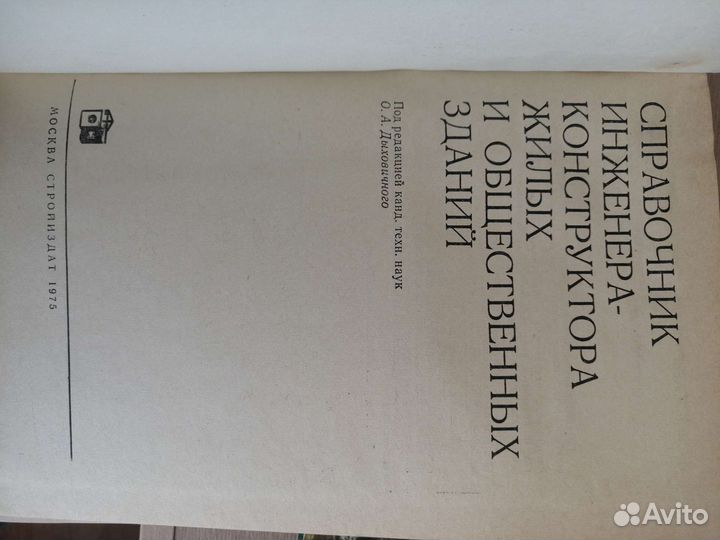 СПРАВОЧНИК
ИНЖЕНЕРА-
КОНСТРУКТОРА
ЖИЛЫХ
И ОБЩЕСТВЕННЫХ
ЗДАНИЙ
Под редакцией канд. техн. наук
О. А. Дыховичного
МОСКВА СТРОЙИЗДАТ 1975
Avito